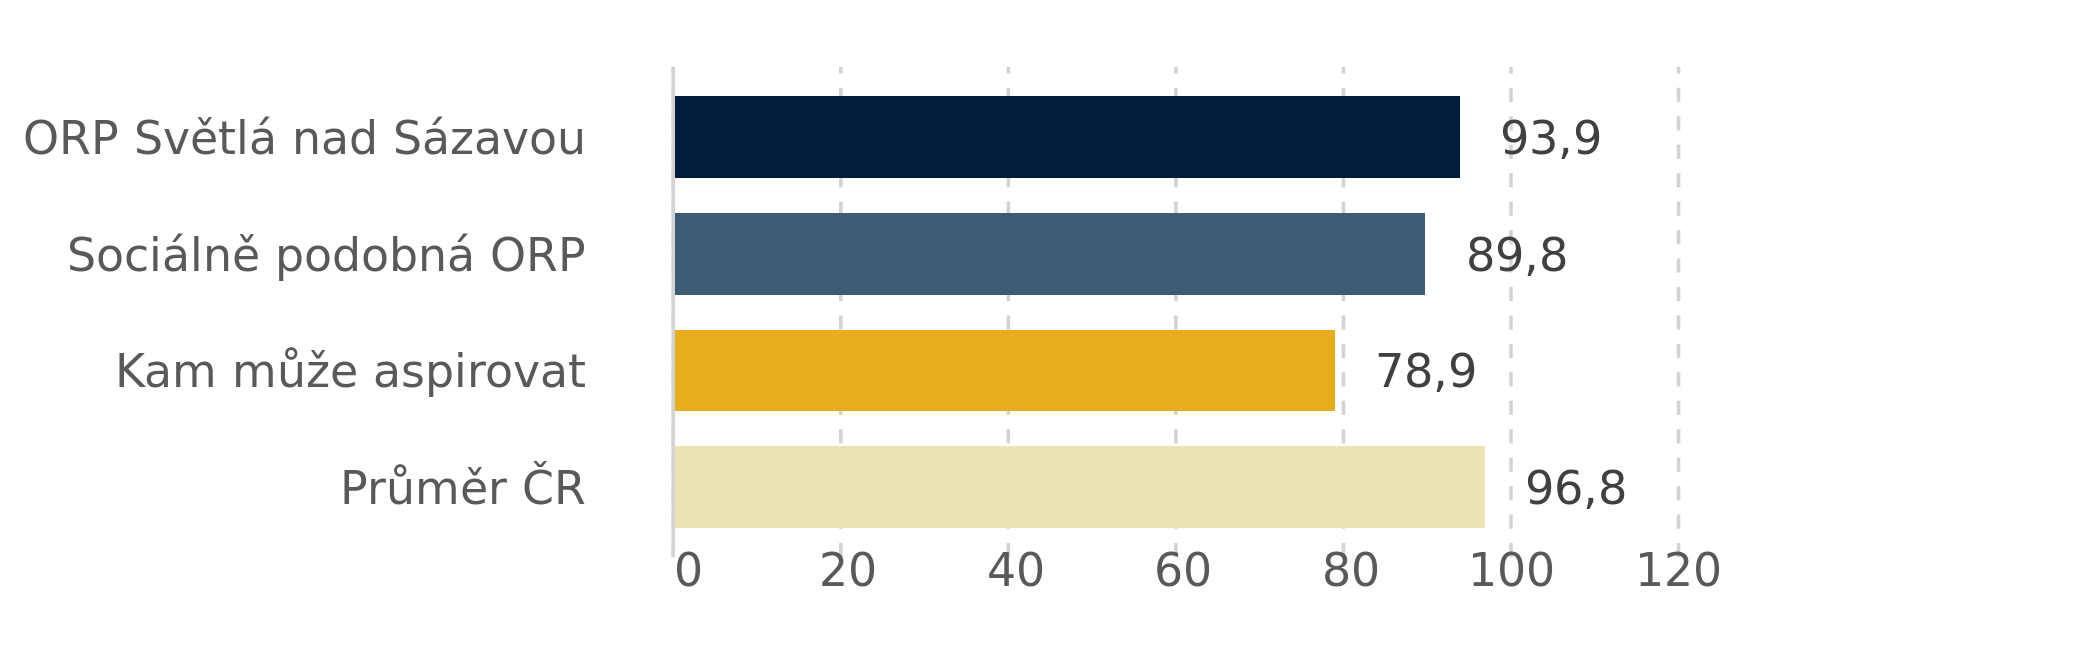 ORP Světlá nad Sázavou 93,9
Sociálně podobná ORP 89,8
Kam může aspirovat 78,9
Průměr ČR 96,8
0 20 40 60 80 100 120